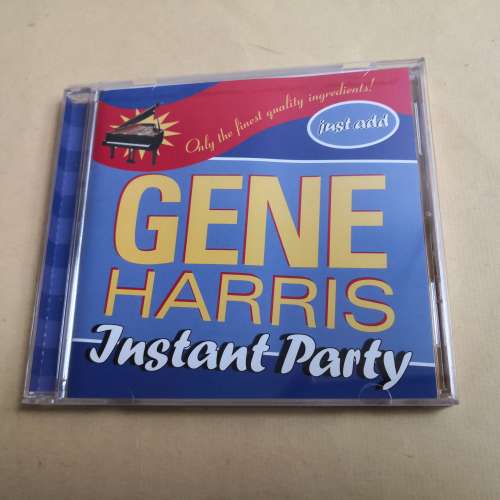 Only the finest quality ingredients!
just add
GENE
HARRIS
Instant Party